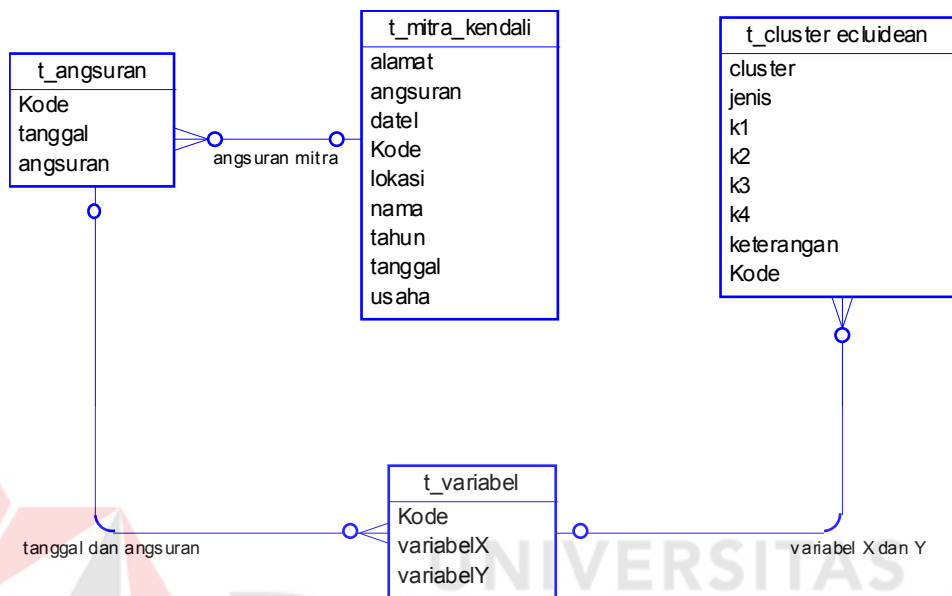 t_angsuran
Kode
tanggal
angsuran
angsuran mitra
t_mitra_kendali
alamat
angsuran
datel
Kode
lokasi
nama
tahun
tanggal
usaha
t_cluster ecluidean
cluster
jenis
k1
k2
k3
k4
keterangan
Kode
tanggal dan angsuran
t_variabel
Kode
variabelX
variabelY
variabel X dan Y
UNIVERSITAS